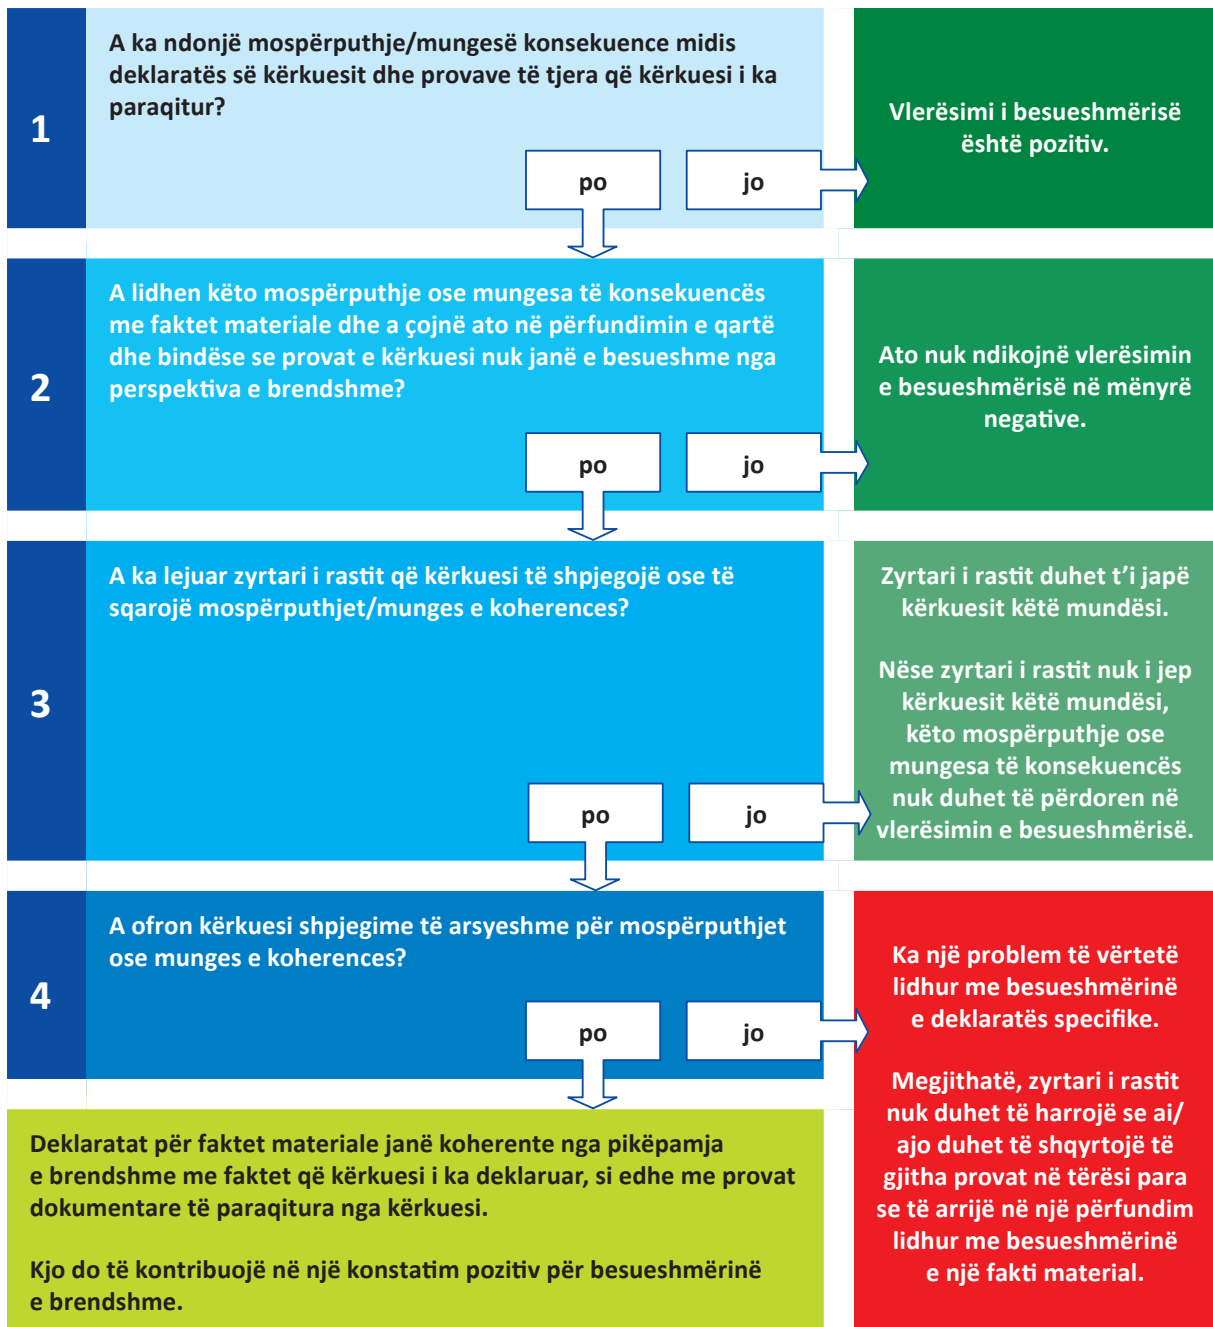 1
A ka ndonjë mospërputhje/mungesë konsekuence midis
deklaratës së kërkuesit dhe provave të tjera që kërkuesi i ka
paraqitur?
po
jo
Vlerësimi i besueshmërisë
është pozitiv.
2
A lidhen këto mospërputhje ose mungesa të konsekuencës
me faktet materiale dhe a çojnë ato në përfundimin e qartë
dhe bindëse se provat e kërkuesi nuk janë e besueshme nga
perspektiva e brendshme?
po
jo
Ato nuk ndikojnë vlerësimin
e besueshmërisë në mënyrë
negative.
3
A ka lejuar zyrtari i rastit që kërkuesi të shpjegojë ose të
sqarojë mospërputhjet/munges e koherences?
po
jo
Zyrtari i rastit duhet t’i japë
kërkuesit këtë mundësi.
Nëse zyrtari i rastit nuk i jep
kërkuesit këtë mundësi,
këto mospërputhje ose
mungesa të konsekuencës
nuk duhet të përdoren në
vlerësimin e besueshmërisë.
4
A ofron kërkuesi shpjegime të arsyeshme për mospërputhjet
ose munges e koherences?
po
jo
Ka një problem të vërtetë
lidhur me besueshmërinë
e deklaratës specifike.
Megjithatë, zyrtari i rastit
nuk duhet të harrojë se ai/
ajo duhet të shqyrtojë të
gjitha provat në tërësi para
se të arrijë në një përfundim
lidhur me besueshmërinë
e një fakti material.
Deklaratat për faktet materiale janë koherente nga pikëpamja
e brendshme me faktet që kërkuesi i ka deklaruar, si edhe me provat
dokumentare të paraqitura nga kërkuesi.
Kjo do të kontribuojë në një konstatim pozitiv për besueshmërinë
e brendshme.